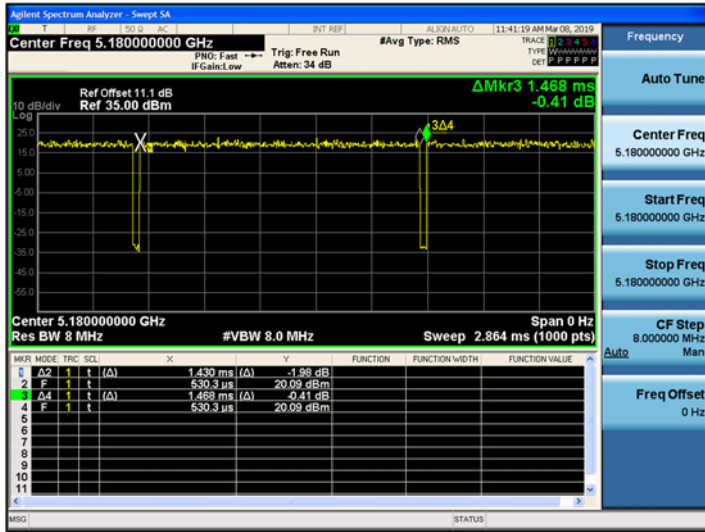 Agilent Spectrum Analyzer - Swept SA
T RF 50 Ω AC INT REF ALIGN AUTO 11:41:19 AM Mar 08, 2019
Center Freq 5.180000000 GHz
PNO: Fast
IFGain:Low
Trig: Free Run
Atten: 34 dB
#Avg Type: RMS
TRACE 1 2 3 4 5 6
TYPE
DET P P P P P P
Ref Offset 11.1 dB
10 dB/div Ref 35.00 dBm
Log
ΔMkr3 1.468 ms
-0.41 dB
25.0
15.0
5.00
-5.00
-15.0
-25.0
-35.0
-45.0
-55.0
X
3Δ4
Center 5.180000000 GHz Span 0 Hz
Res BW 8 MHz #VBW 8.0 MHz Sweep 2.864 ms (1000 pts)
MKR MODE TRC SCL X Y FUNCTION FUNCTION WIDTH FUNCTION VALUE
1 Δ2 1 t (Δ) 1.430 ms (Δ) -1.98 dB
2 F 1 t 530.3 µs 20.09 dBm
3 Δ4 1 t (Δ) 1.468 ms (Δ) -0.41 dB
4 F 1 t 530.3 µs 20.09 dBm
5
6
7
8
9
10
11
MSG STATUS
Frequency
Auto Tune
Center Freq
5.180000000 GHz
Start Freq
5.180000000 GHz
Stop Freq
5.180000000 GHz
CF Step
8.000000 MHz
Auto Man
Freq Offset
0 Hz